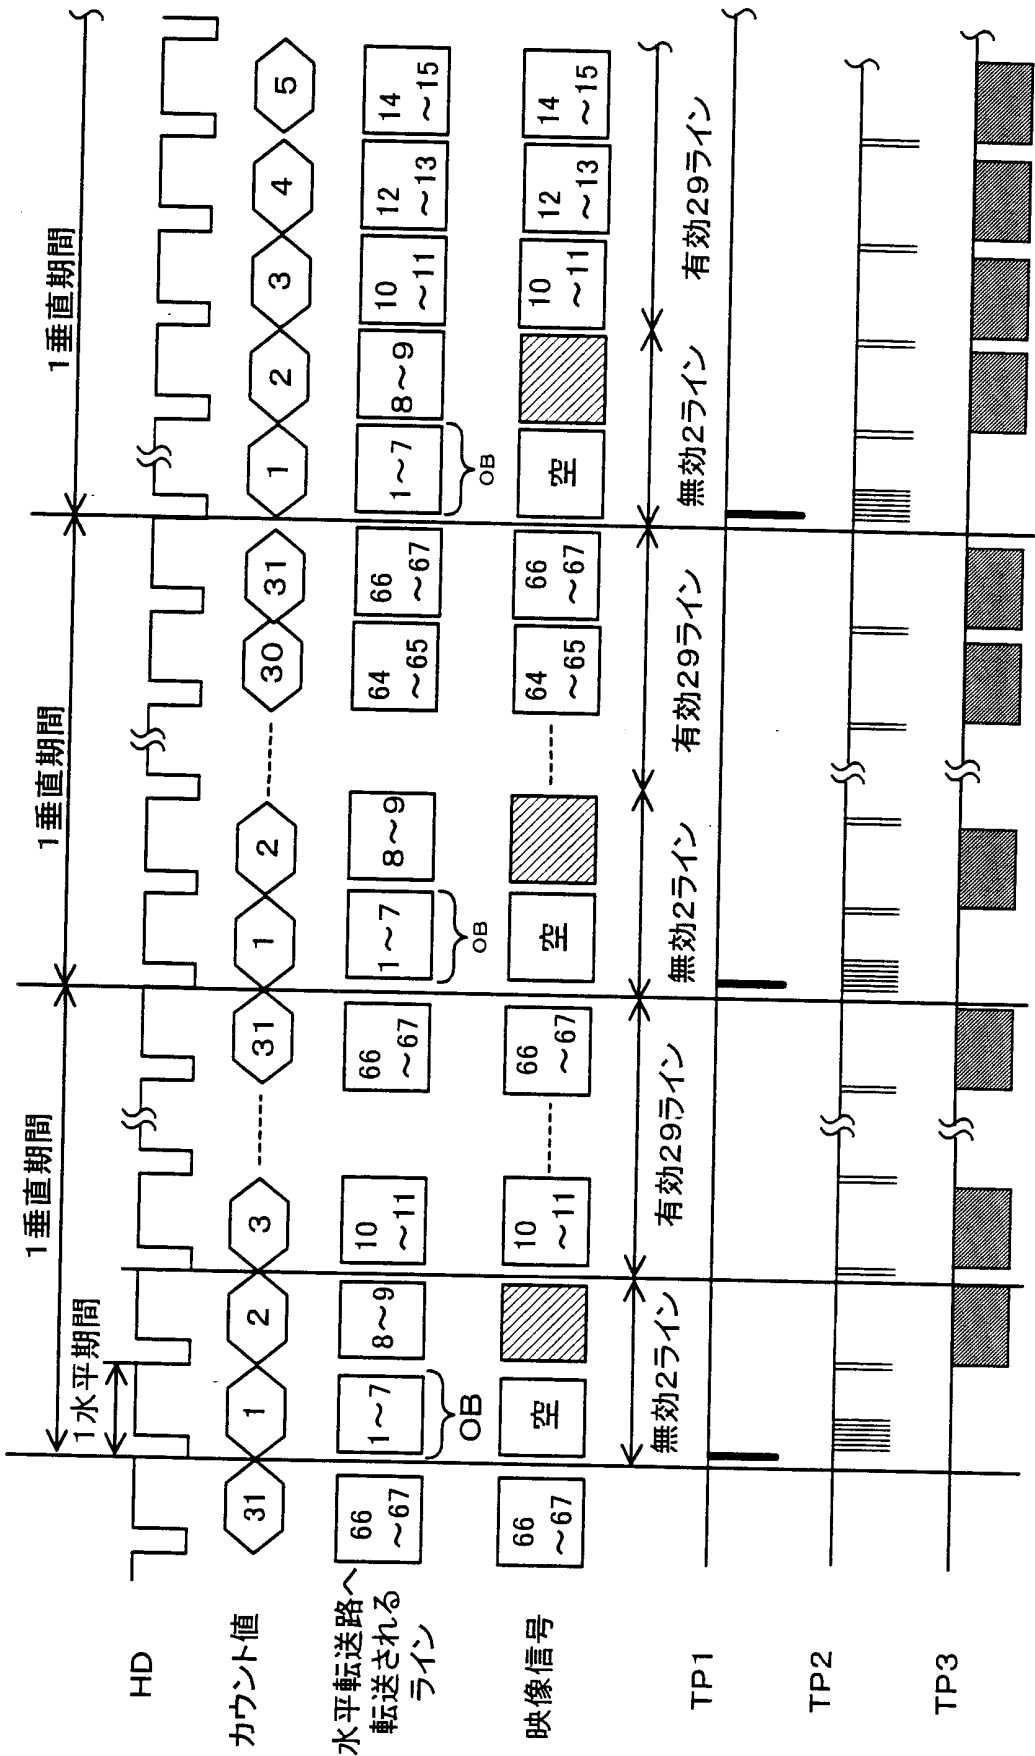 1垂直期間
1垂直期間
1垂直期間
1水平期間
HD
カウント値
31
1
2
3
31
1
2
30
31
1
2
3
4
5
水平転送路へ
転送される
ライン
66
～67
1～7
8～9
10
～11
66
～67
1～7
8～9
64
～65
66
～67
1～7
8～9
10
～11
12
～13
14
～15
OB
OB
OB
映像信号
66
～67
空
10
～11
66
～67
空
64
～65
66
～67
空
10
～11
12
～13
14
～15
無効2ライン
有効29ライン
無効2ライン
有効29ライン
無効2ライン
有効29ライン
TP1
TP2
TP3